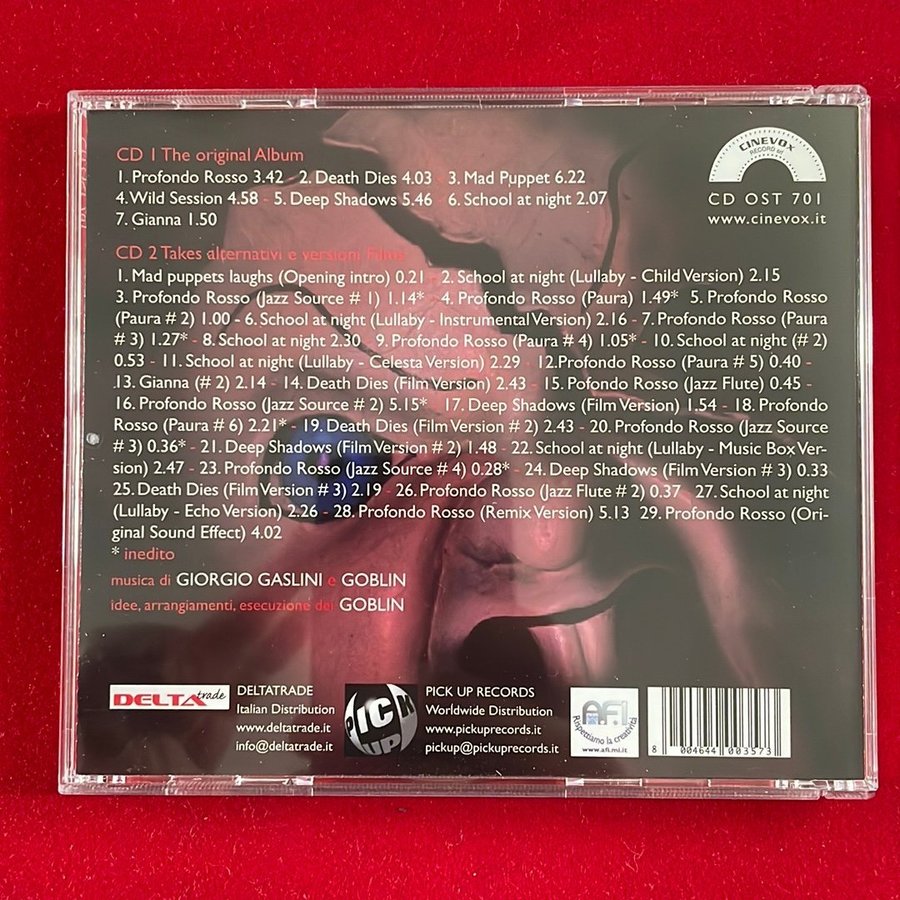 CD 1 The original Album
1. Profondo Rosso 3.42 - 2. Death Dies 4.03 - 3. Mad Puppet 6.22
4. Wild Session 4.58 - 5. Deep Shadows 5.46 - 6. School at night 2.07
7. Gianna 1.50
CINEVOX
RECORD srl
CD OST 701
www.cinevox.it
CD 2 Takes alternativi e versioni Films
1. Mad puppets laughs (Opening intro) 0.21 - 2. School at night (Lullaby - Child Version) 2.15
3. Profondo Rosso (Jazz Source # 1) 1.14* - 4. Profondo Rosso (Paura) 1.49* 5. Profondo Rosso
(Paura # 2) 1.00 - 6. School at night (Lullaby - Instrumental Version) 2.16 - 7. Profondo Rosso (Paura
# 3) 1.27* - 8. School at night 2.30 9. Profondo Rosso (Paura # 4) 1.05* - 10. School at night (# 2)
0.53 - 11. School at night (Lullaby - Celesta Version) 2.29 12.Profondo Rosso (Paura # 5) 0.40 -
13. Gianna (# 2) 2.14 - 14. Death Dies (Film Version) 2.43 - 15. Pofondo Rosso (Jazz Flute) 0.45 -
16. Profondo Rosso (Jazz Source # 2) 5.15* 17. Deep Shadows (Film Version) 1.54 - 18. Profondo
Rosso (Paura # 6) 2.21* - 19. Death Dies (Film Version # 2) 2.43 - 20. Profondo Rosso (Jazz Source
# 3) 0.36* - 21. Deep Shadows (Film Version # 2) 1.48 - 22. School at night (Lullaby - Music Box Ver-
sion) 2.47 - 23. Profondo Rosso (Jazz Source # 4) 0.28* - 24. Deep Shadows (Film Version # 3) 0.33
25. Death Dies (Film Version # 3) 2.19 - 26. Profondo Rosso (Jazz Flute # 2) 0.37 27. School at night
(Lullaby - Echo Version) 2.26 - 28. Profondo Rosso (Remix Version) 5.13 29. Profondo Rosso (Ori-
ginal Sound Effect) 4.02
* inedito
musica di GIORGIO GASLINI e GOBLIN
idee, arrangiamenti, esecuzione dei GOBLIN
DELTA trade
DELTATRADE
Italian Distribution
www.deltatrade.it
info@deltatrade.it
PICK UP
PICK UP RECORDS
Worldwide Distribution
www.pickuprecords.it
pickup@pickuprecords.it
A.F.I
Rispettiamo la creatività
www.afi.mi.it
8 004644 003573